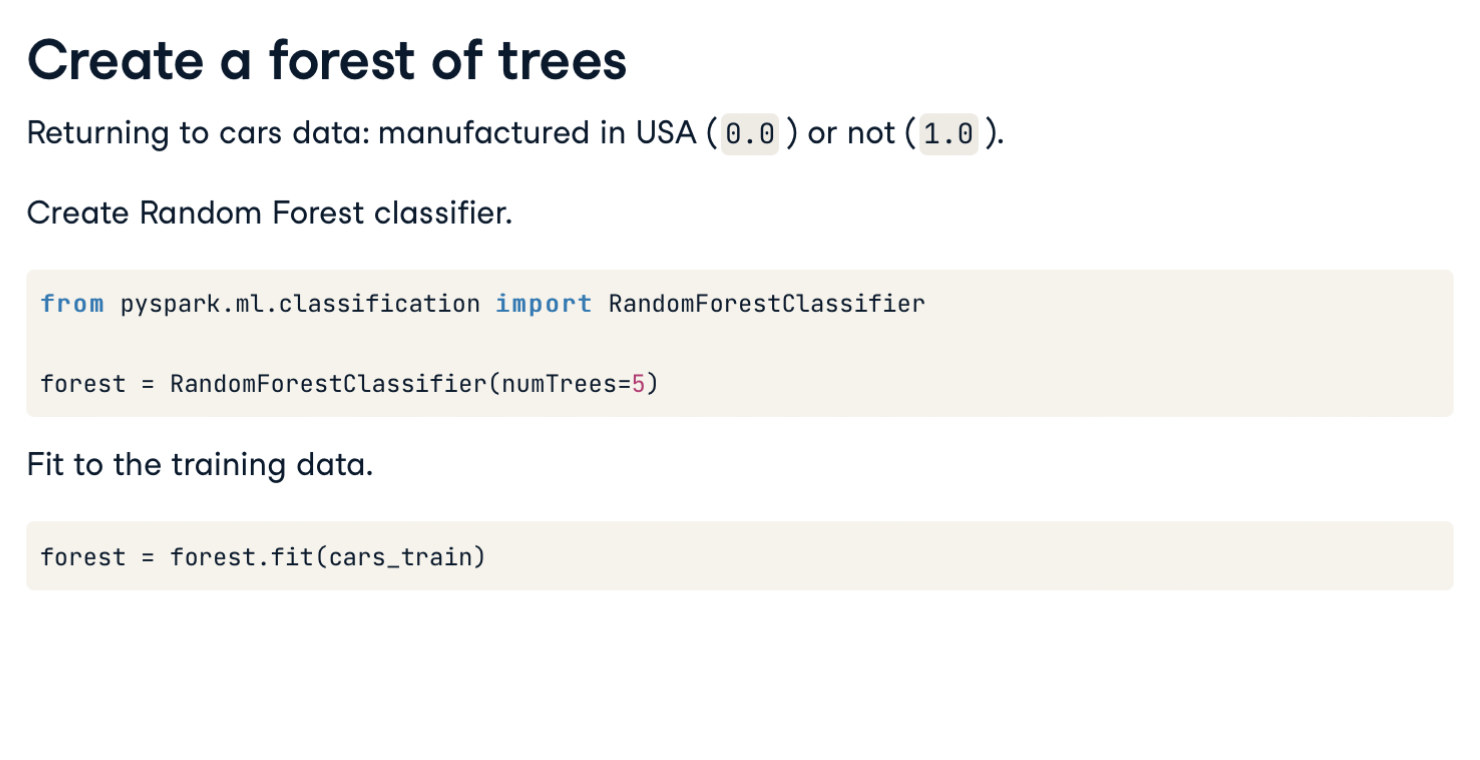 Create a forest of trees
Returning to cars data: manufactured in USA ( 0.0 ) or not ( 1.0 ).
Create Random Forest classifier.
from pyspark.ml.classification import RandomForestClassifier
forest = RandomForestClassifier(numTrees=5)
Fit to the training data.
forest = forest.fit(cars_train)